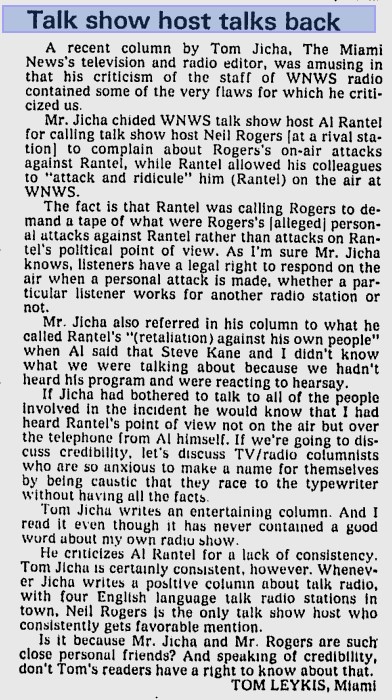 Talk show host talks back
A recent column by Tom Jicha, The Miami
News's television and radio editor, was amusing in
that his criticism of the staff of WNWS radio
contained some of the very flaws for which he criti-
cized us.
Mr. Jicha chided WNWS talk show host Al Rantel
for calling talk show host Neil Rogers [at a rival sta-
tion] to complain about Rogers's on-air attacks
against Rantel, while Rantel allowed his colleagues
to "attack and ridicule" him (Rantel) on the air at
WNWS.
The fact is that Rantel was calling Rogers to de-
mand a tape of what were Rogers's [alleged] person-
al attacks against Rantel rather than attacks on Ran-
tel's political point of view. As I'm sure Mr. Jicha
knows, listeners have a legal right to respond on the
air when a personal attack is made, whether a par-
ticular listener works for another radio station or
not.
Mr. Jicha also referred in his column to what he
called Rantel's "(retaliation) against his own people"
when Al said that Steve Kane and I didn't know
what we were talking about because we hadn't
heard his program and were reacting to hearsay.
If Jicha had bothered to talk to all of the people
involved in the incident he would know that I had
heard Rantel's point of view not on the air but over
the telephone from Al himself. If we're going to dis-
cuss credibility, let's discuss TV/radio columnists
who are so anxious to make a name for themselves
by being caustic that they race to the typewriter
without having all the facts.
Tom Jicha writes an entertaining column. And I
read it even though it has never contained a good
word about my own radio show.
He criticizes Al Rantel for a lack of consistency.
Tom Jicha is certainly consistent, however. Whenev-
er Jicha writes a positive column about talk radio,
with four English language talk radio stations in
town, Neil Rogers is the only talk show host who
consistently gets favorable mention.
Is it because Mr. Jicha and Mr. Rogers are such
close personal friends? And speaking of credibility,
don't Tom's readers have a right to know about that.
TOM LEYKIS, Miami